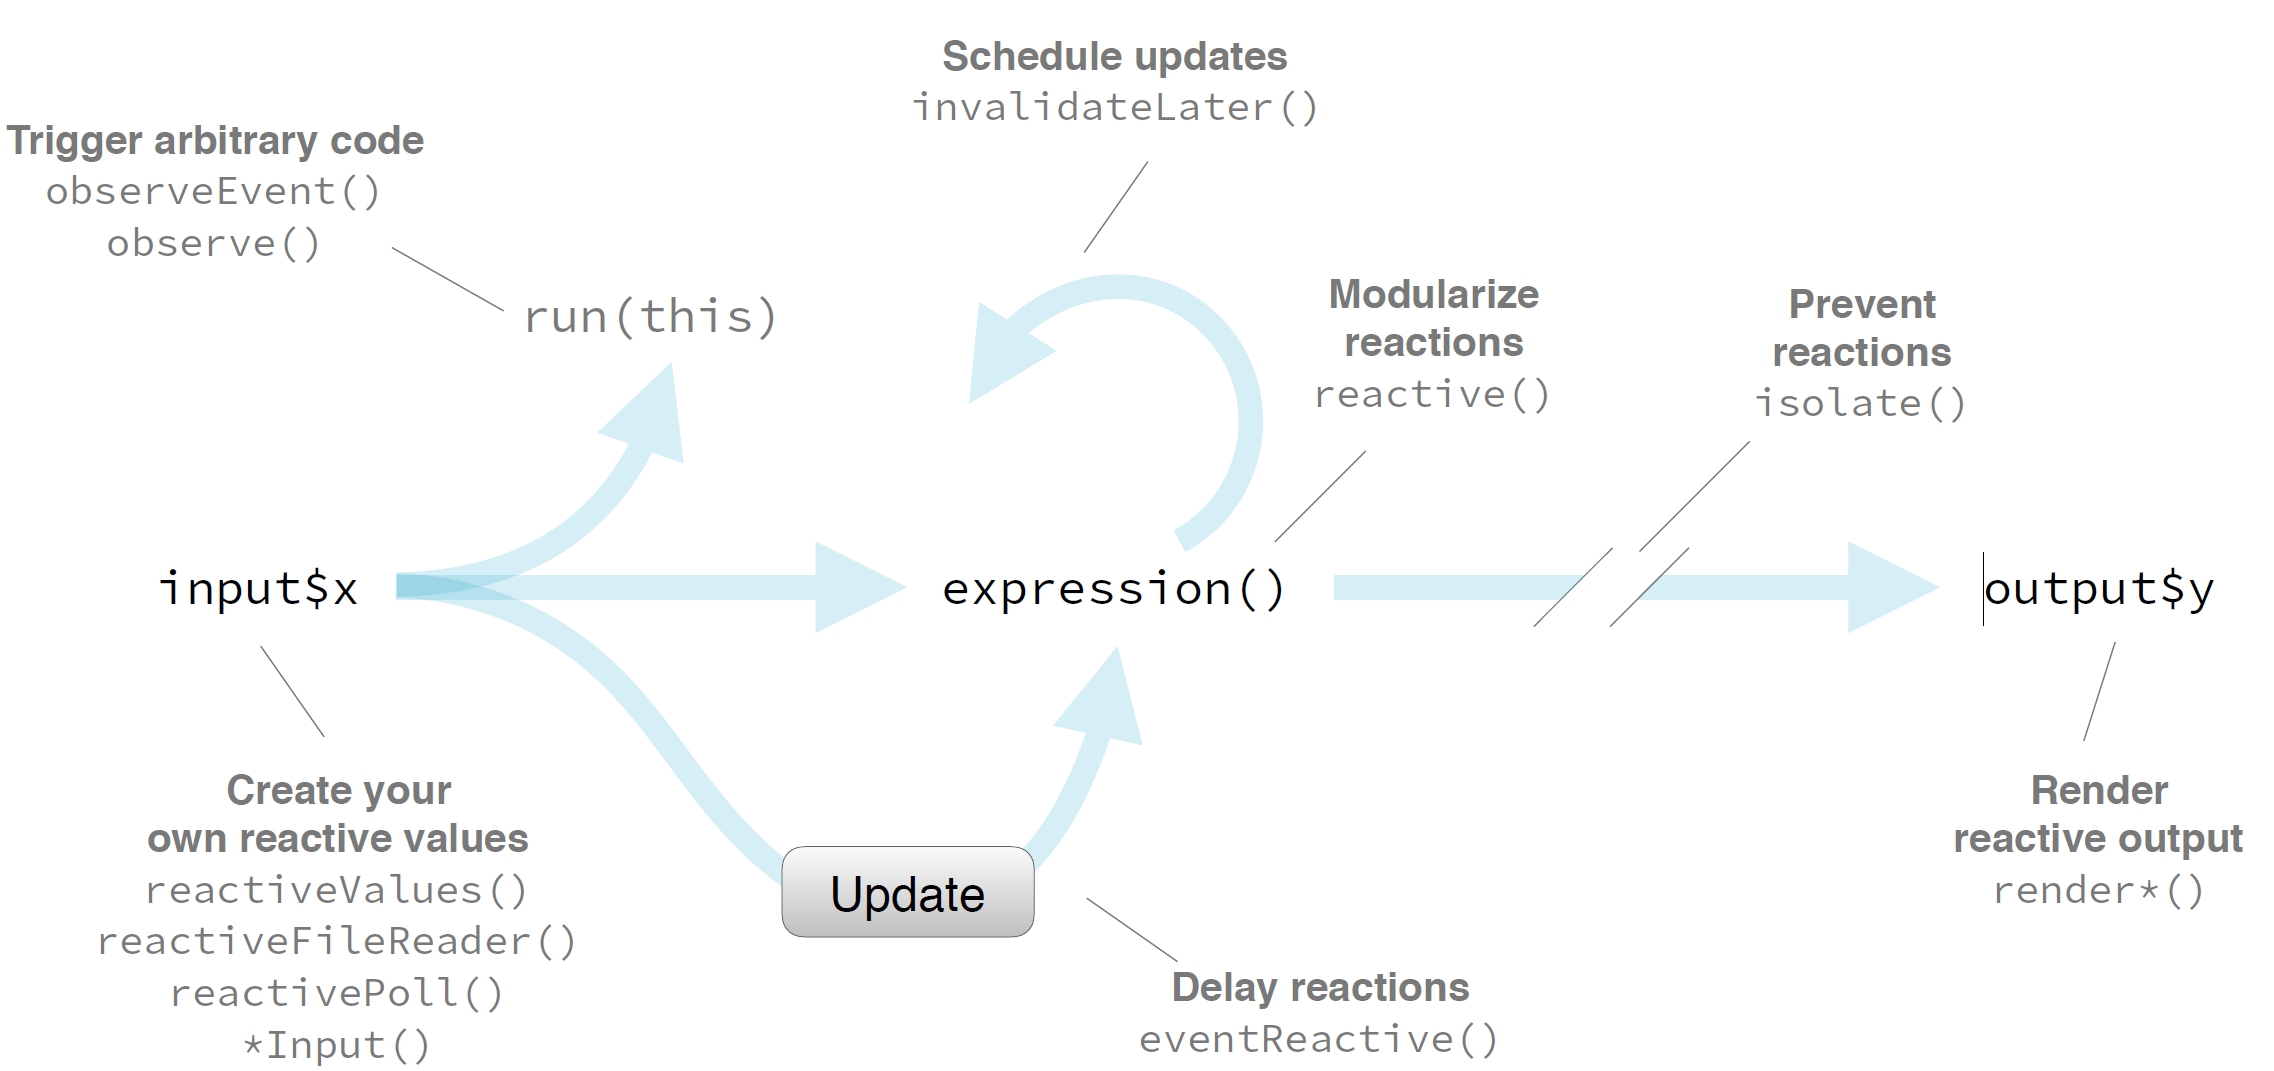 Schedule updates
invalidateLater()
Trigger arbitrary code
observeEvent()
observe()
run(this)
Modularize
reactions
reactive()
Prevent
reactions
isolate()
input$x
expression()
output$y
Create your
own reactive values
reactiveValues()
reactiveFileReader()
reactivePoll()
*Input()
Update
Delay reactions
eventReactive()
Render
reactive output
render*()